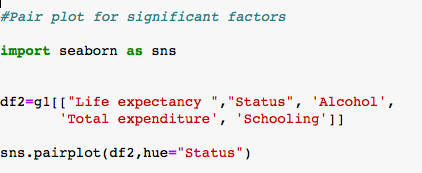 #Pair plot for significant factors
import seaborn as sns
df2=g1[["Life expectancy ","Status", 'Alcohol',
'Total expenditure', 'Schooling']]
sns.pairplot(df2,hue="Status")